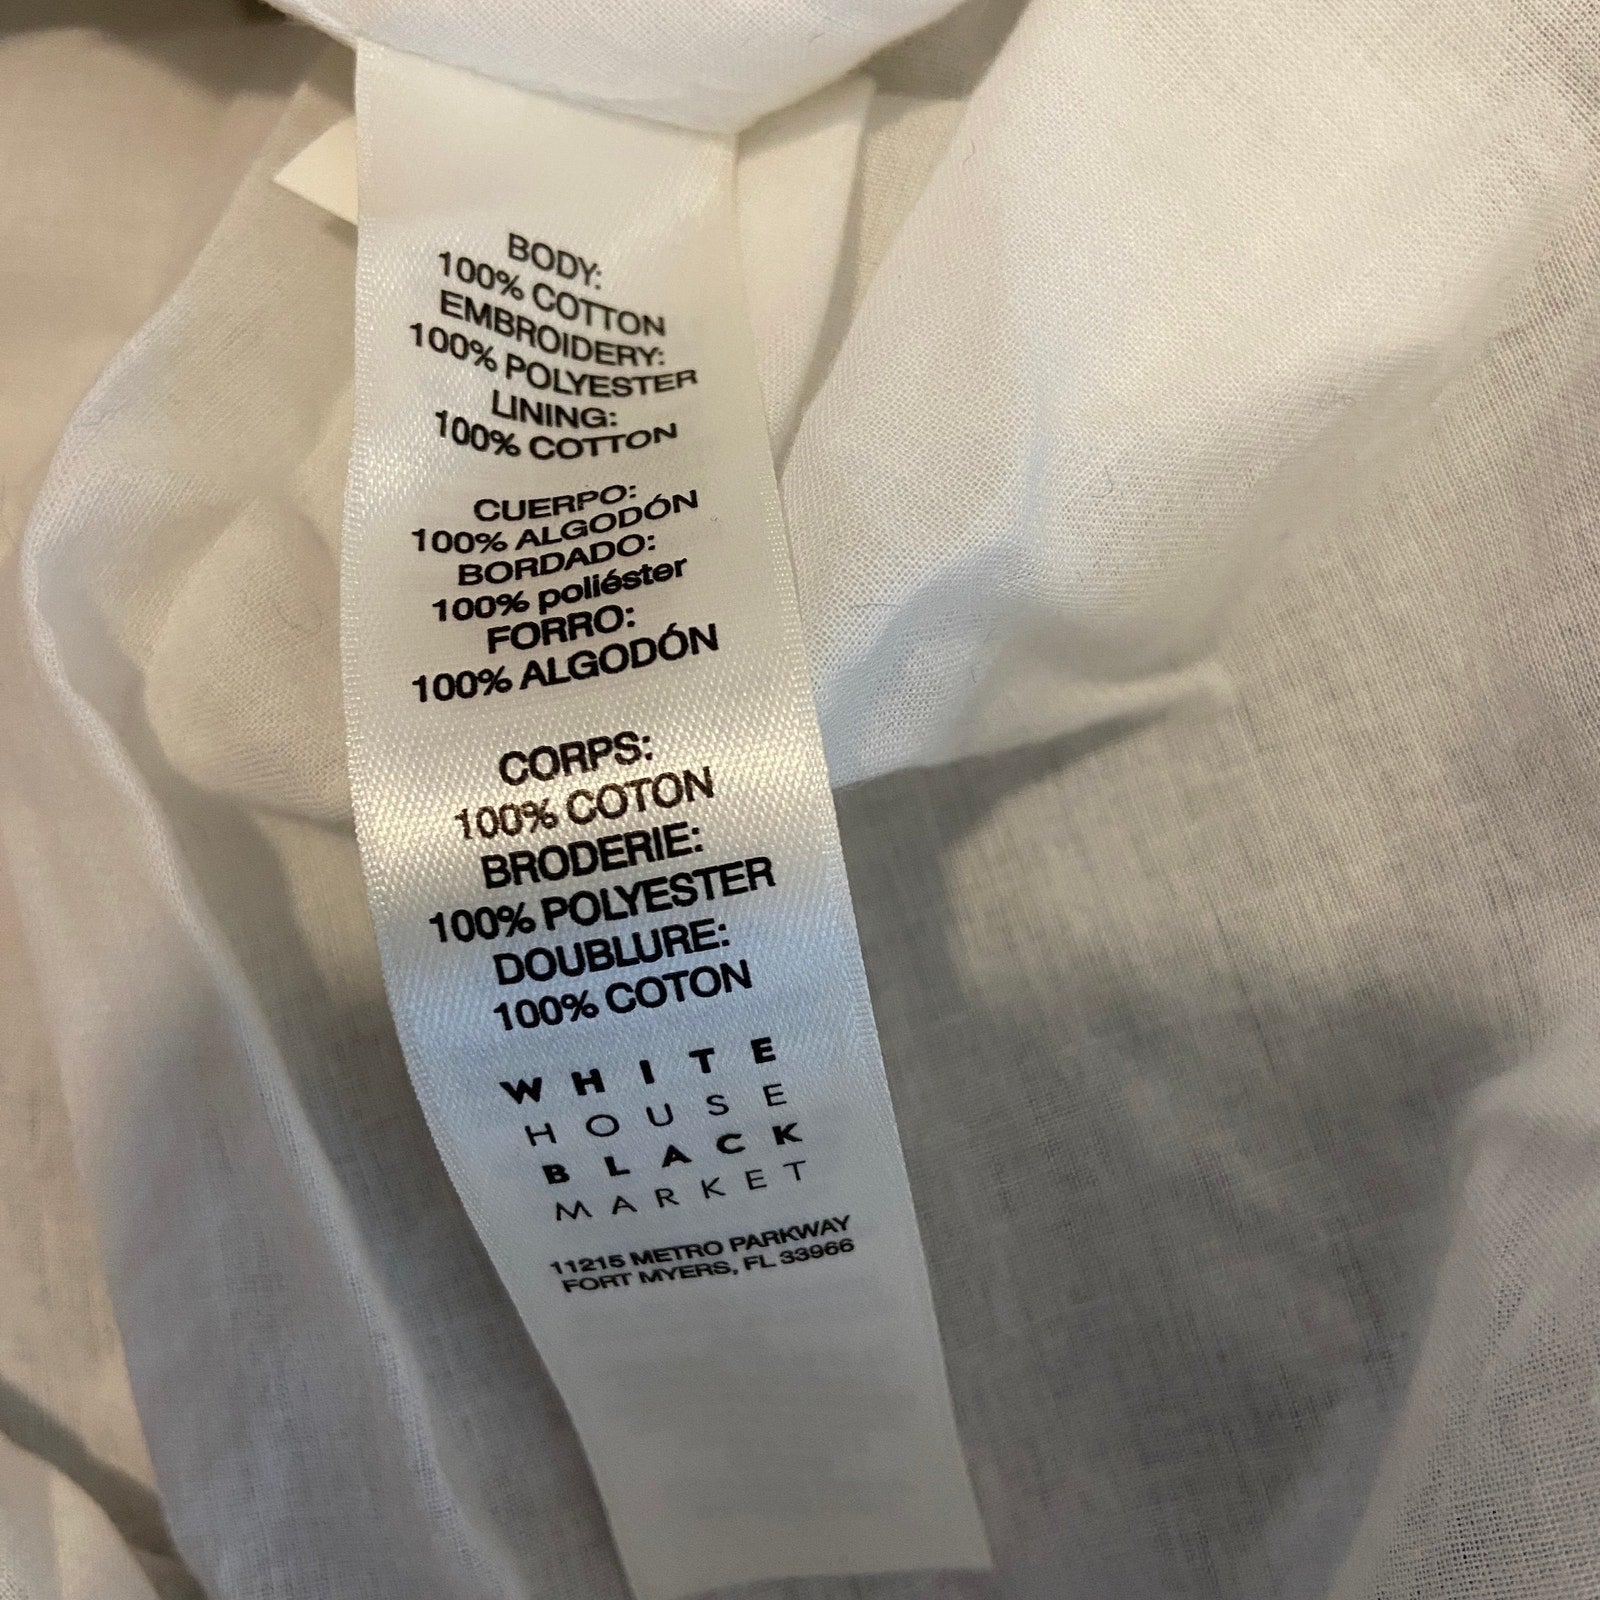 BODY:
100% COTTON
EMBROIDERY:
100% POLYESTER
LINING:
100% COTTON
CUERPO:
100% ALGODÓN
BORDADO:
100% poliéster
FORRO:
100% ALGODÓN
CORPS:
100% COTON
BRODERIE:
100% POLYESTER
DOUBLURE:
100% COTON
WHITE
HOUSE
BLACK
MARKET
11215 METRO PARKWAY
FORT MYERS, FL 33966